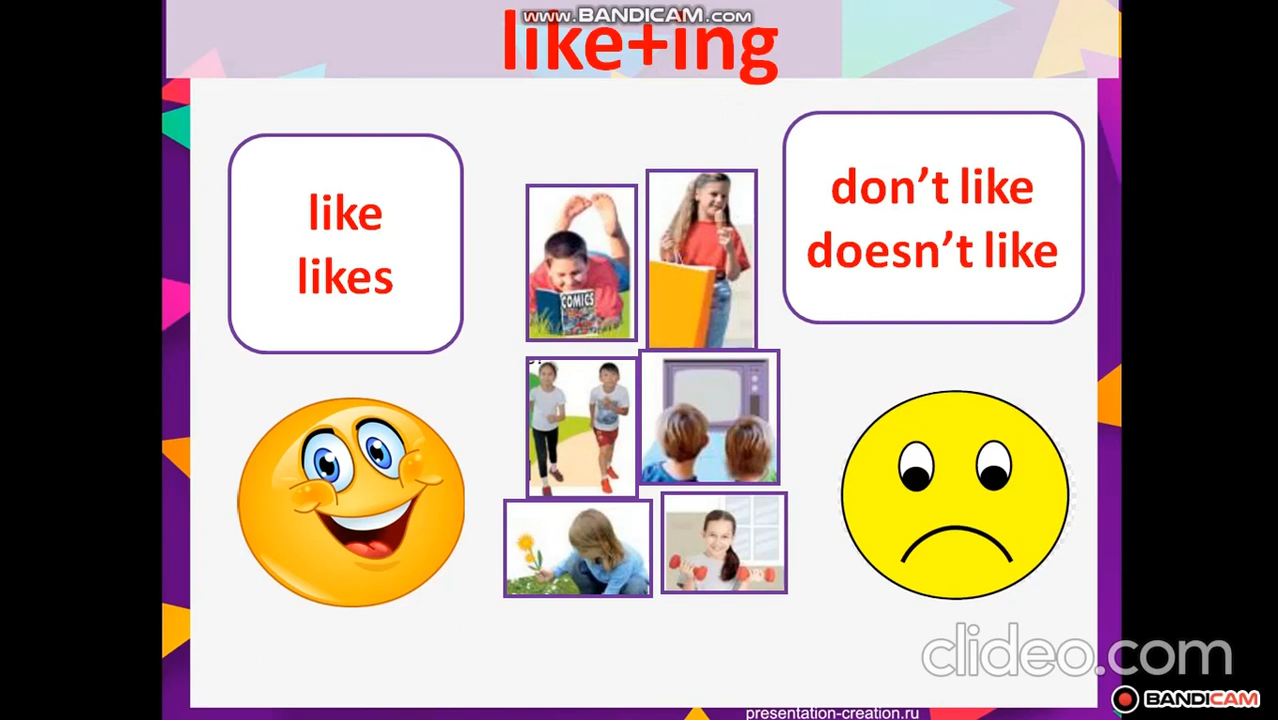 www.BANDICAM.com
like+ing
like
likes
don’t like
doesn’t like
COMICS
clideo.com
BANDICAM
presentation-creation.ru